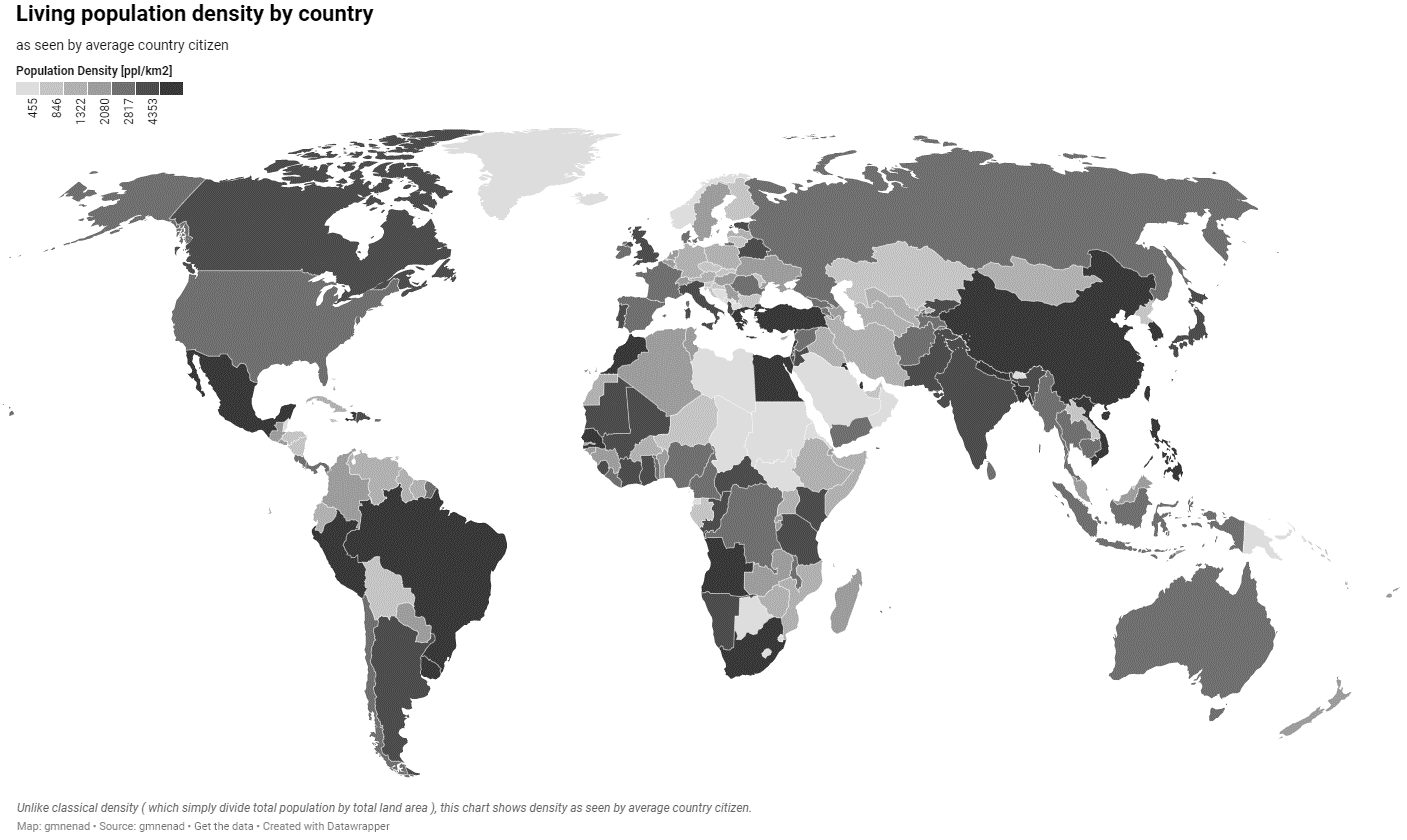 Living population density by country
as seen by average country citizen
Population Density [ppl/km2]
455
846
1322
2080
2817
4353
Unlike classical density ( which simply divide total population by total land area ), this chart shows density as seen by average country citizen.
Map: gmnenad • Source: gmnenad • Get the data • Created with Datawrapper